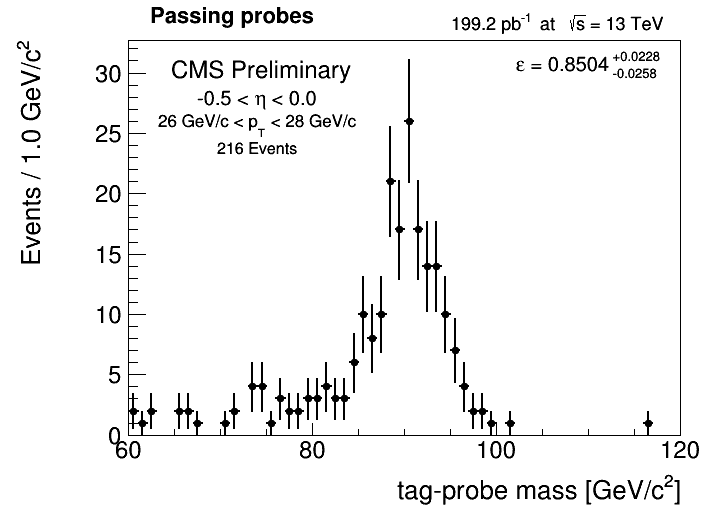 Passing probes
199.2 pb⁻¹ at √s = 13 TeV
CMS Preliminary
-0.5 < η < 0.0
26 GeV/c < p_T < 28 GeV/c
216 Events
ε = 0.8504 +0.0228 -0.0258
Events / 1.0 GeV/c²
30
25
20
15
10
5
0
60 80 100 120
tag-probe mass [GeV/c²]